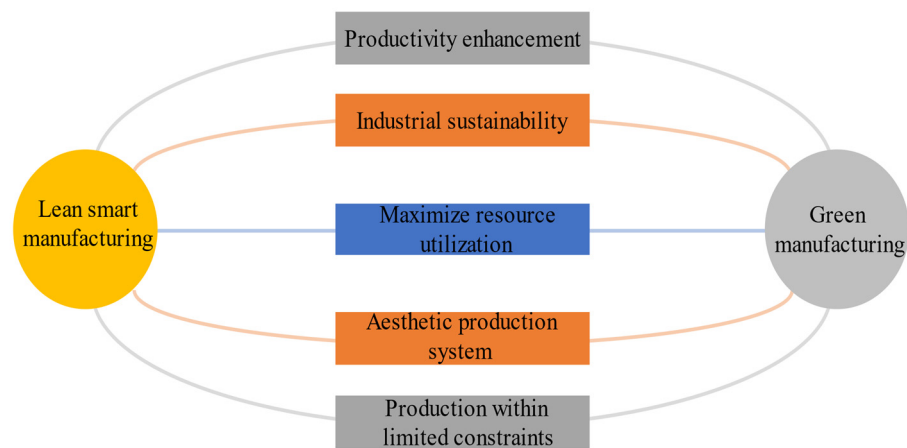 Productivity enhancement
Industrial sustainability
Lean smart
manufacturing
Maximize resource
utilization
Green
manufacturing
Aesthetic production
system
Production within
limited constraints